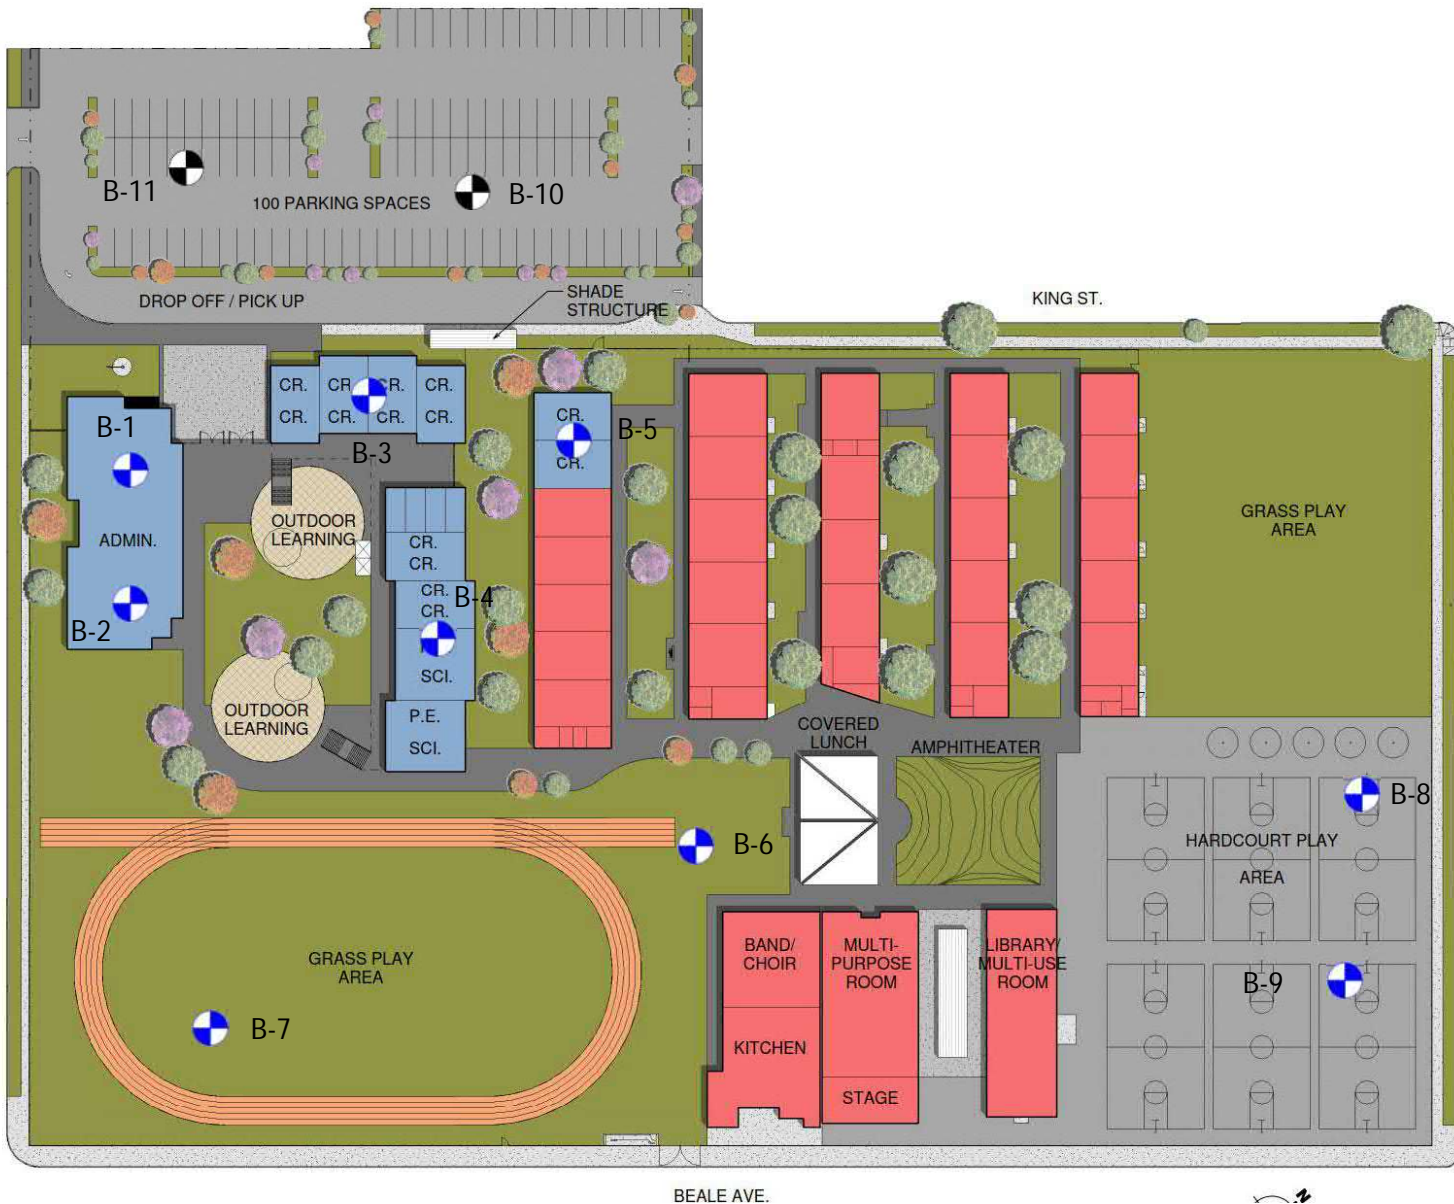 B-11
B-10
100 PARKING SPACES
DROP OFF / PICK UP
SHADE
STRUCTURE
KING ST.
CR. CR. CR. CR.
CR. CR. CR. CR.
B-1
B-3
CR.
B-5
CR.
ADMIN.
B-2
OUTDOOR
LEARNING
CR.
CR.
CR.
CR.
B-4
SCI.
P.E.
SCI.
OUTDOOR
LEARNING
GRASS PLAY
AREA
COVERED
LUNCH
AMPHITHEATER
B-8
HARDCOURT PLAY
AREA
B-6
B-9
GRASS PLAY
AREA
B-7
BAND/
CHOIR
KITCHEN
MULTI-
PURPOSE
ROOM
STAGE
LIBRARY/
MULTI-USE
ROOM
BEALE AVE.
N